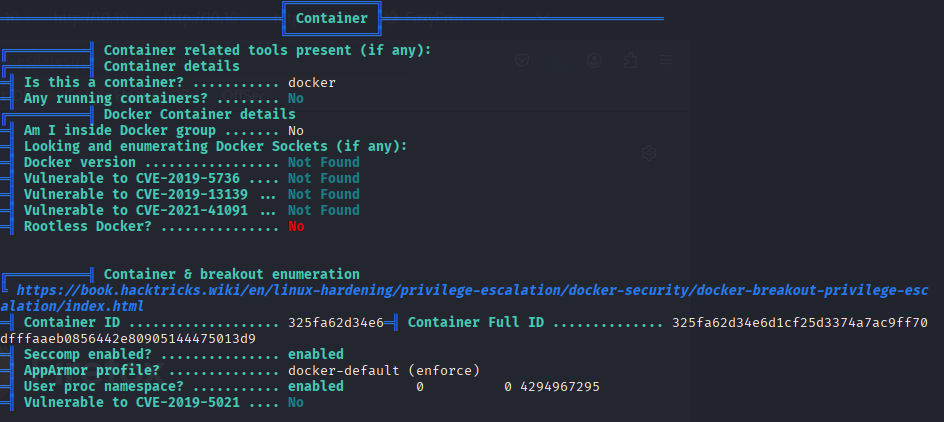 Container
Container related tools present (if any):
Container details
Is this a container? ........... docker
Any running containers? ........ No
Docker Container details
Am I inside Docker group ....... No
Looking and enumerating Docker Sockets (if any):
Docker version ................. Not Found
Vulnerable to CVE-2019-5736 .... Not Found
Vulnerable to CVE-2019-13139 ... Not Found
Vulnerable to CVE-2021-41091 ... Not Found
Rootless Docker? ............... No
Container & breakout enumeration
https://book.hacktricks.wiki/en/linux-hardening/privilege-escalation/docker-security/docker-breakout-privilege-esc
alation/index.html
Container ID ................... 325fa62d34e6 Container Full ID .............. 325fa62d34e6d1cf25d3374a7ac9ff70
dfffaaeb0856442e80905144475013d9
Seccomp enabled? ............... enabled
AppArmor profile? .............. docker-default (enforce)
User proc namespace? ........... enabled 0 0 4294967295
Vulnerable to CVE-2019-5021 .... No